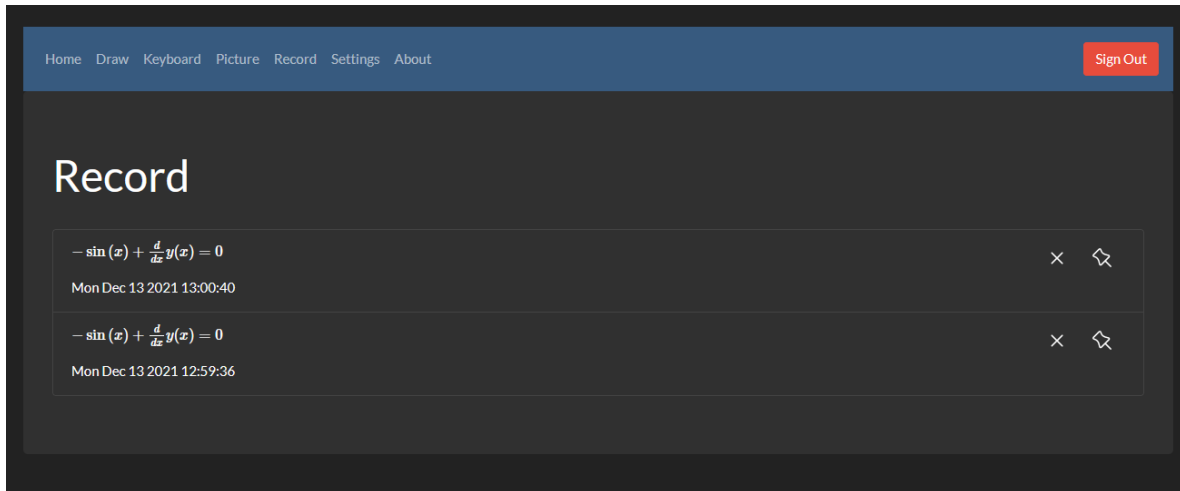 Home Draw Keyboard Picture Record Settings About Sign Out
Record
− sin (x) + d/dx y(x) = 0
Mon Dec 13 2021 13:00:40
− sin (x) + d/dx y(x) = 0
Mon Dec 13 2021 12:59:36